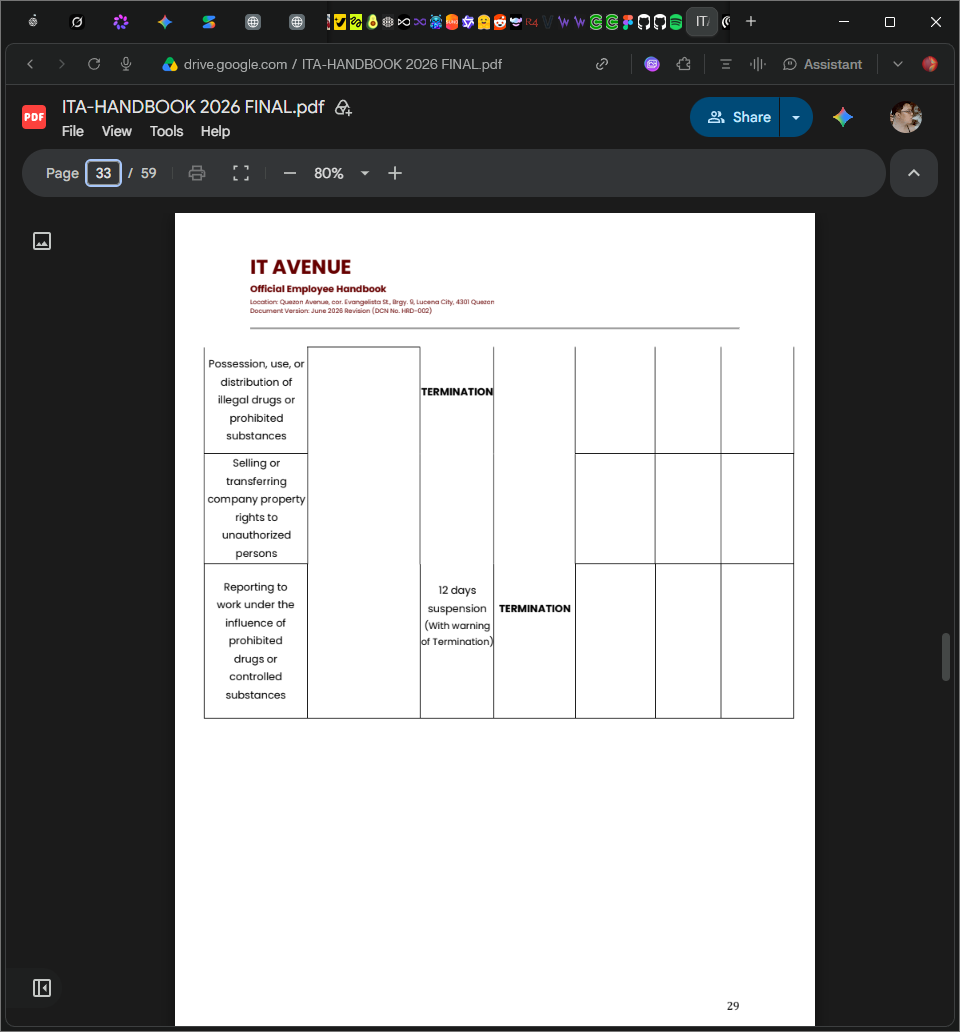 ITA
drive.google.com / ITA-HANDBOOK 2026 FINAL.pdf
Assistant
PDF
ITA-HANDBOOK 2026 FINAL.pdf
File View Tools Help
Share
Page 33 / 59
80%
IT AVENUE
Official Employee Handbook
Location: Quezon Avenue, cor. Evangelista St., Brgy. 9, Lucena City, 4301 Quezon
Document Version: June 2026 Revision (DCN No. HRD-002)
Possession, use, or
distribution of
illegal drugs or
prohibited
substances
TERMINATION
Selling or
transferring
company property
rights to
unauthorized
persons
Reporting to
work under the
influence of
prohibited
drugs or
controlled
substances
12 days
suspension
(With warning
of Termination)
TERMINATION
29